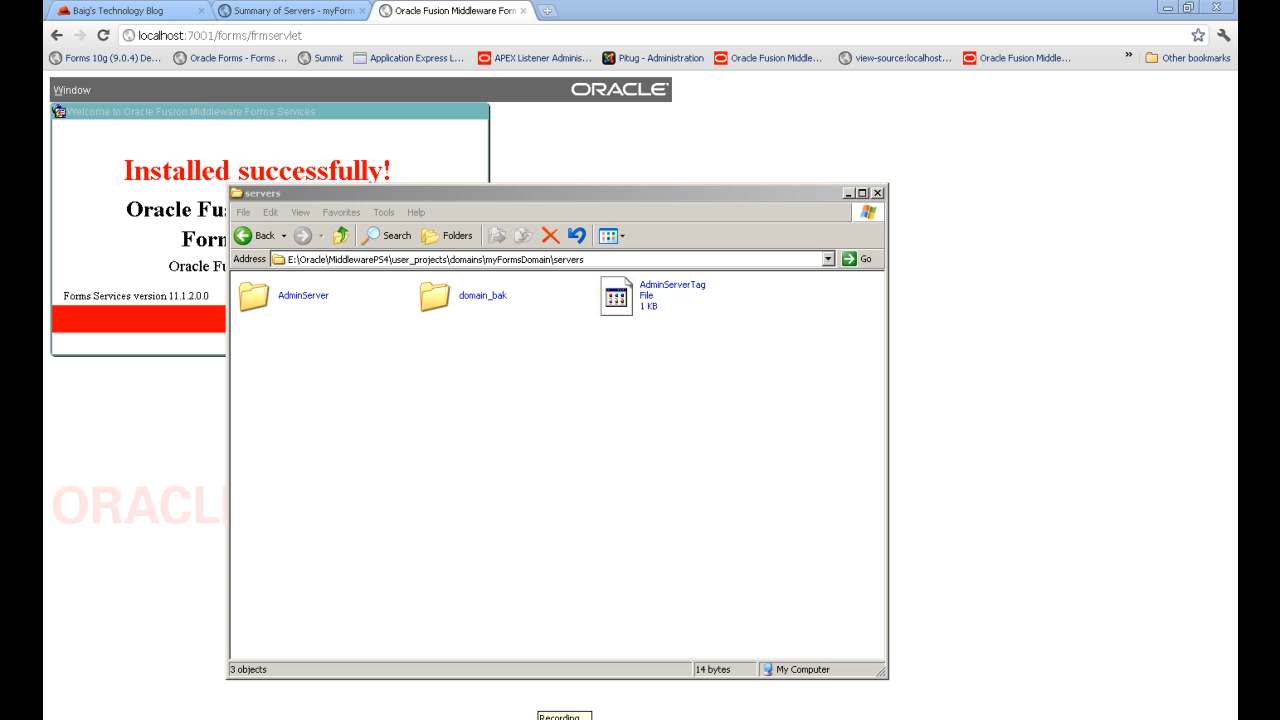 Baig's Technology Blog
Summary of Servers - myForm
Oracle Fusion Middleware Form
localhost:7001/forms/frmservlet
Forms 10g (9.0.4) De...
Oracle Forms - Forms ...
Summit
Application Express L...
APEX Listener Adminis...
Pitug - Administration
Oracle Fusion Middle...
view-source:localhost...
Oracle Fusion Middle...
»
Other bookmarks
Window
ORACLE
Welcome to Oracle Fusion Middleware Forms Services
Installed successfully!
Oracle Fu
Forn
Oracle Fu
Forms Services version 11.1.2.0.0
ORACL
servers
File Edit View Favorites Tools Help
Back
Search
Folders
Address E:\Oracle\MiddlewarePS4\user_projects\domains\myFormsDomain\servers
Go
AdminServer
domain_bak
AdminServerTag
File
1 KB
3 objects
14 bytes
My Computer
Recording